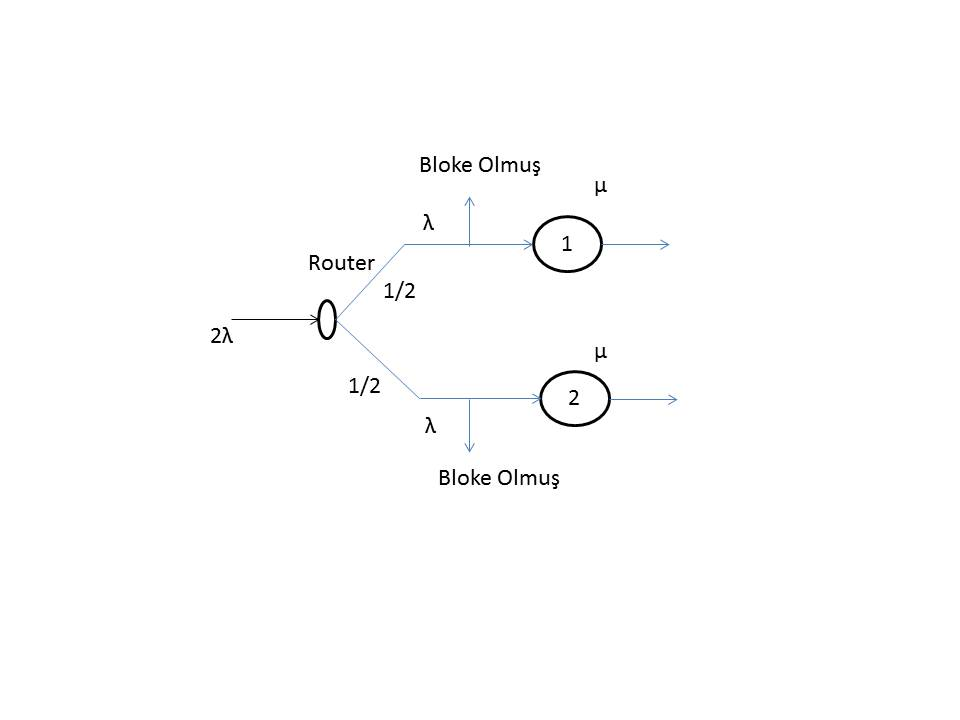 Bloke Olmuş
μ
λ
1
Router
1/2
2λ
μ
1/2
2
λ
Bloke Olmuş